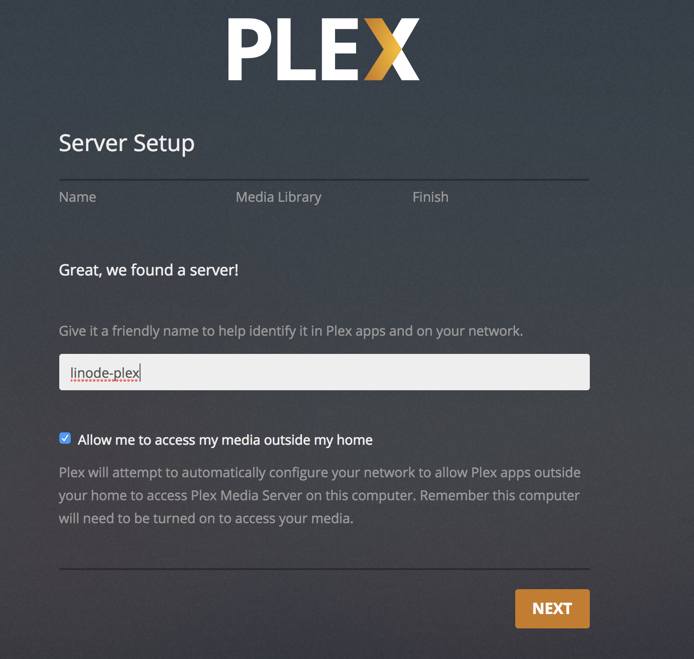 PLEX
Server Setup
Name Media Library Finish
Great, we found a server!
Give it a friendly name to help identify it in Plex apps and on your network.
linode-plex
Allow me to access my media outside my home
Plex will attempt to automatically configure your network to allow Plex apps outside
your home to access Plex Media Server on this computer. Remember this computer
will need to be turned on to access your media.
NEXT